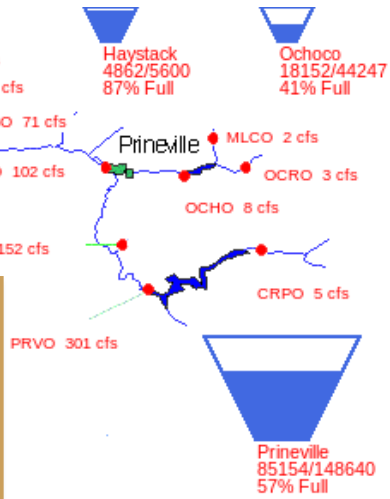 Haystack
4862/5600
87% Full
Ochoco
18152/44247
41% Full
cfs
O 71 cfs
Prineville
MLCO 2 cfs
102 cfs
OCRO 3 cfs
OCHO 8 cfs
152 cfs
CRPO 5 cfs
PRVO 301 cfs
Prineville
85154/148640
57% Full